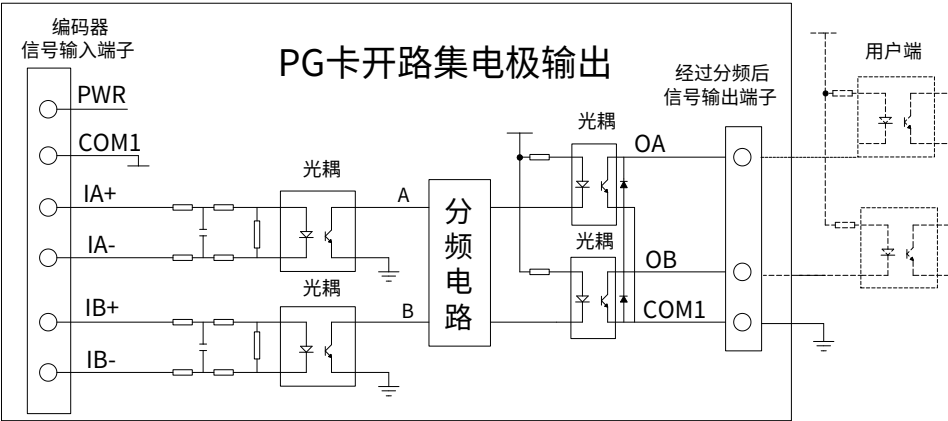 编码器
信号输入端子
PG卡开路集电极输出
经过分频后
信号输出端子
用户端
PWR
COM1
IA+
IA-
IB+
IB-
光耦
光耦
A
B
分
频
电
路
光耦
OA
光耦
OB
COM1